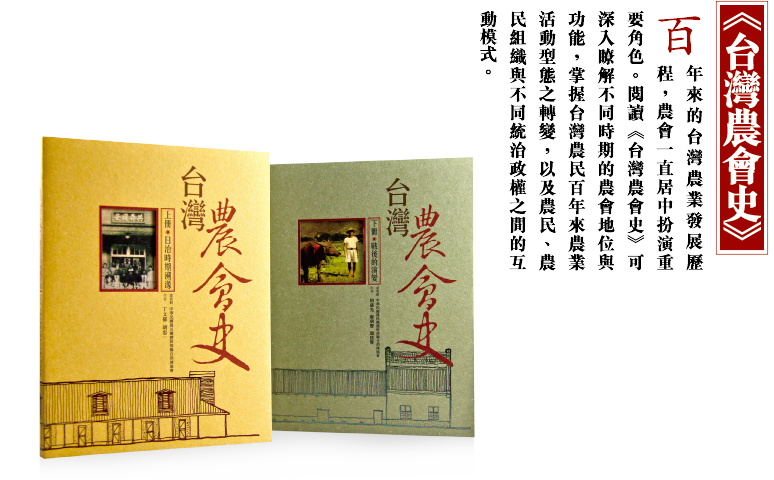 《台灣農會史》
百年來的台灣農業發展歷
程，農會一直居中扮演重
要角色。閱讀《台灣農會史》可
深入瞭解不同時期的農會地位與
功能，掌握台灣農民百年來農業
活動型態之轉變，以及農民、農
民組織與不同統治政權之間的互
動模式。
台灣
農會史
下冊•戰後的演變
台灣
農會史
上冊•日治時期